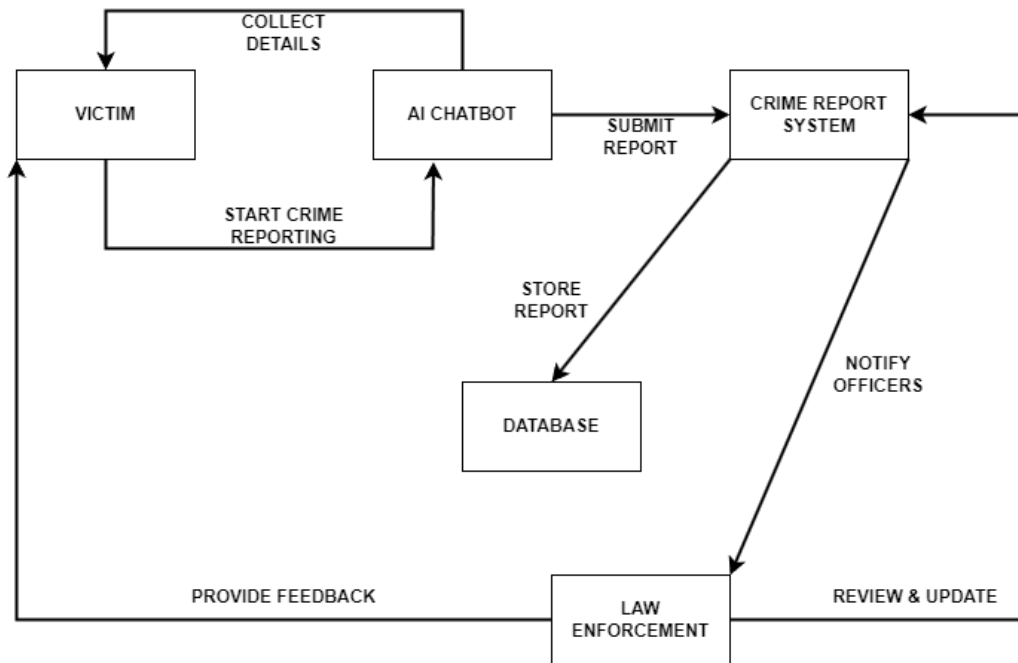 COLLECT
DETAILS
VICTIM
AI CHATBOT
CRIME REPORT
SYSTEM
SUBMIT
REPORT
START CRIME
REPORTING
STORE
REPORT
NOTIFY
OFFICERS
DATABASE
PROVIDE FEEDBACK
LAW
ENFORCEMENT
REVIEW & UPDATE